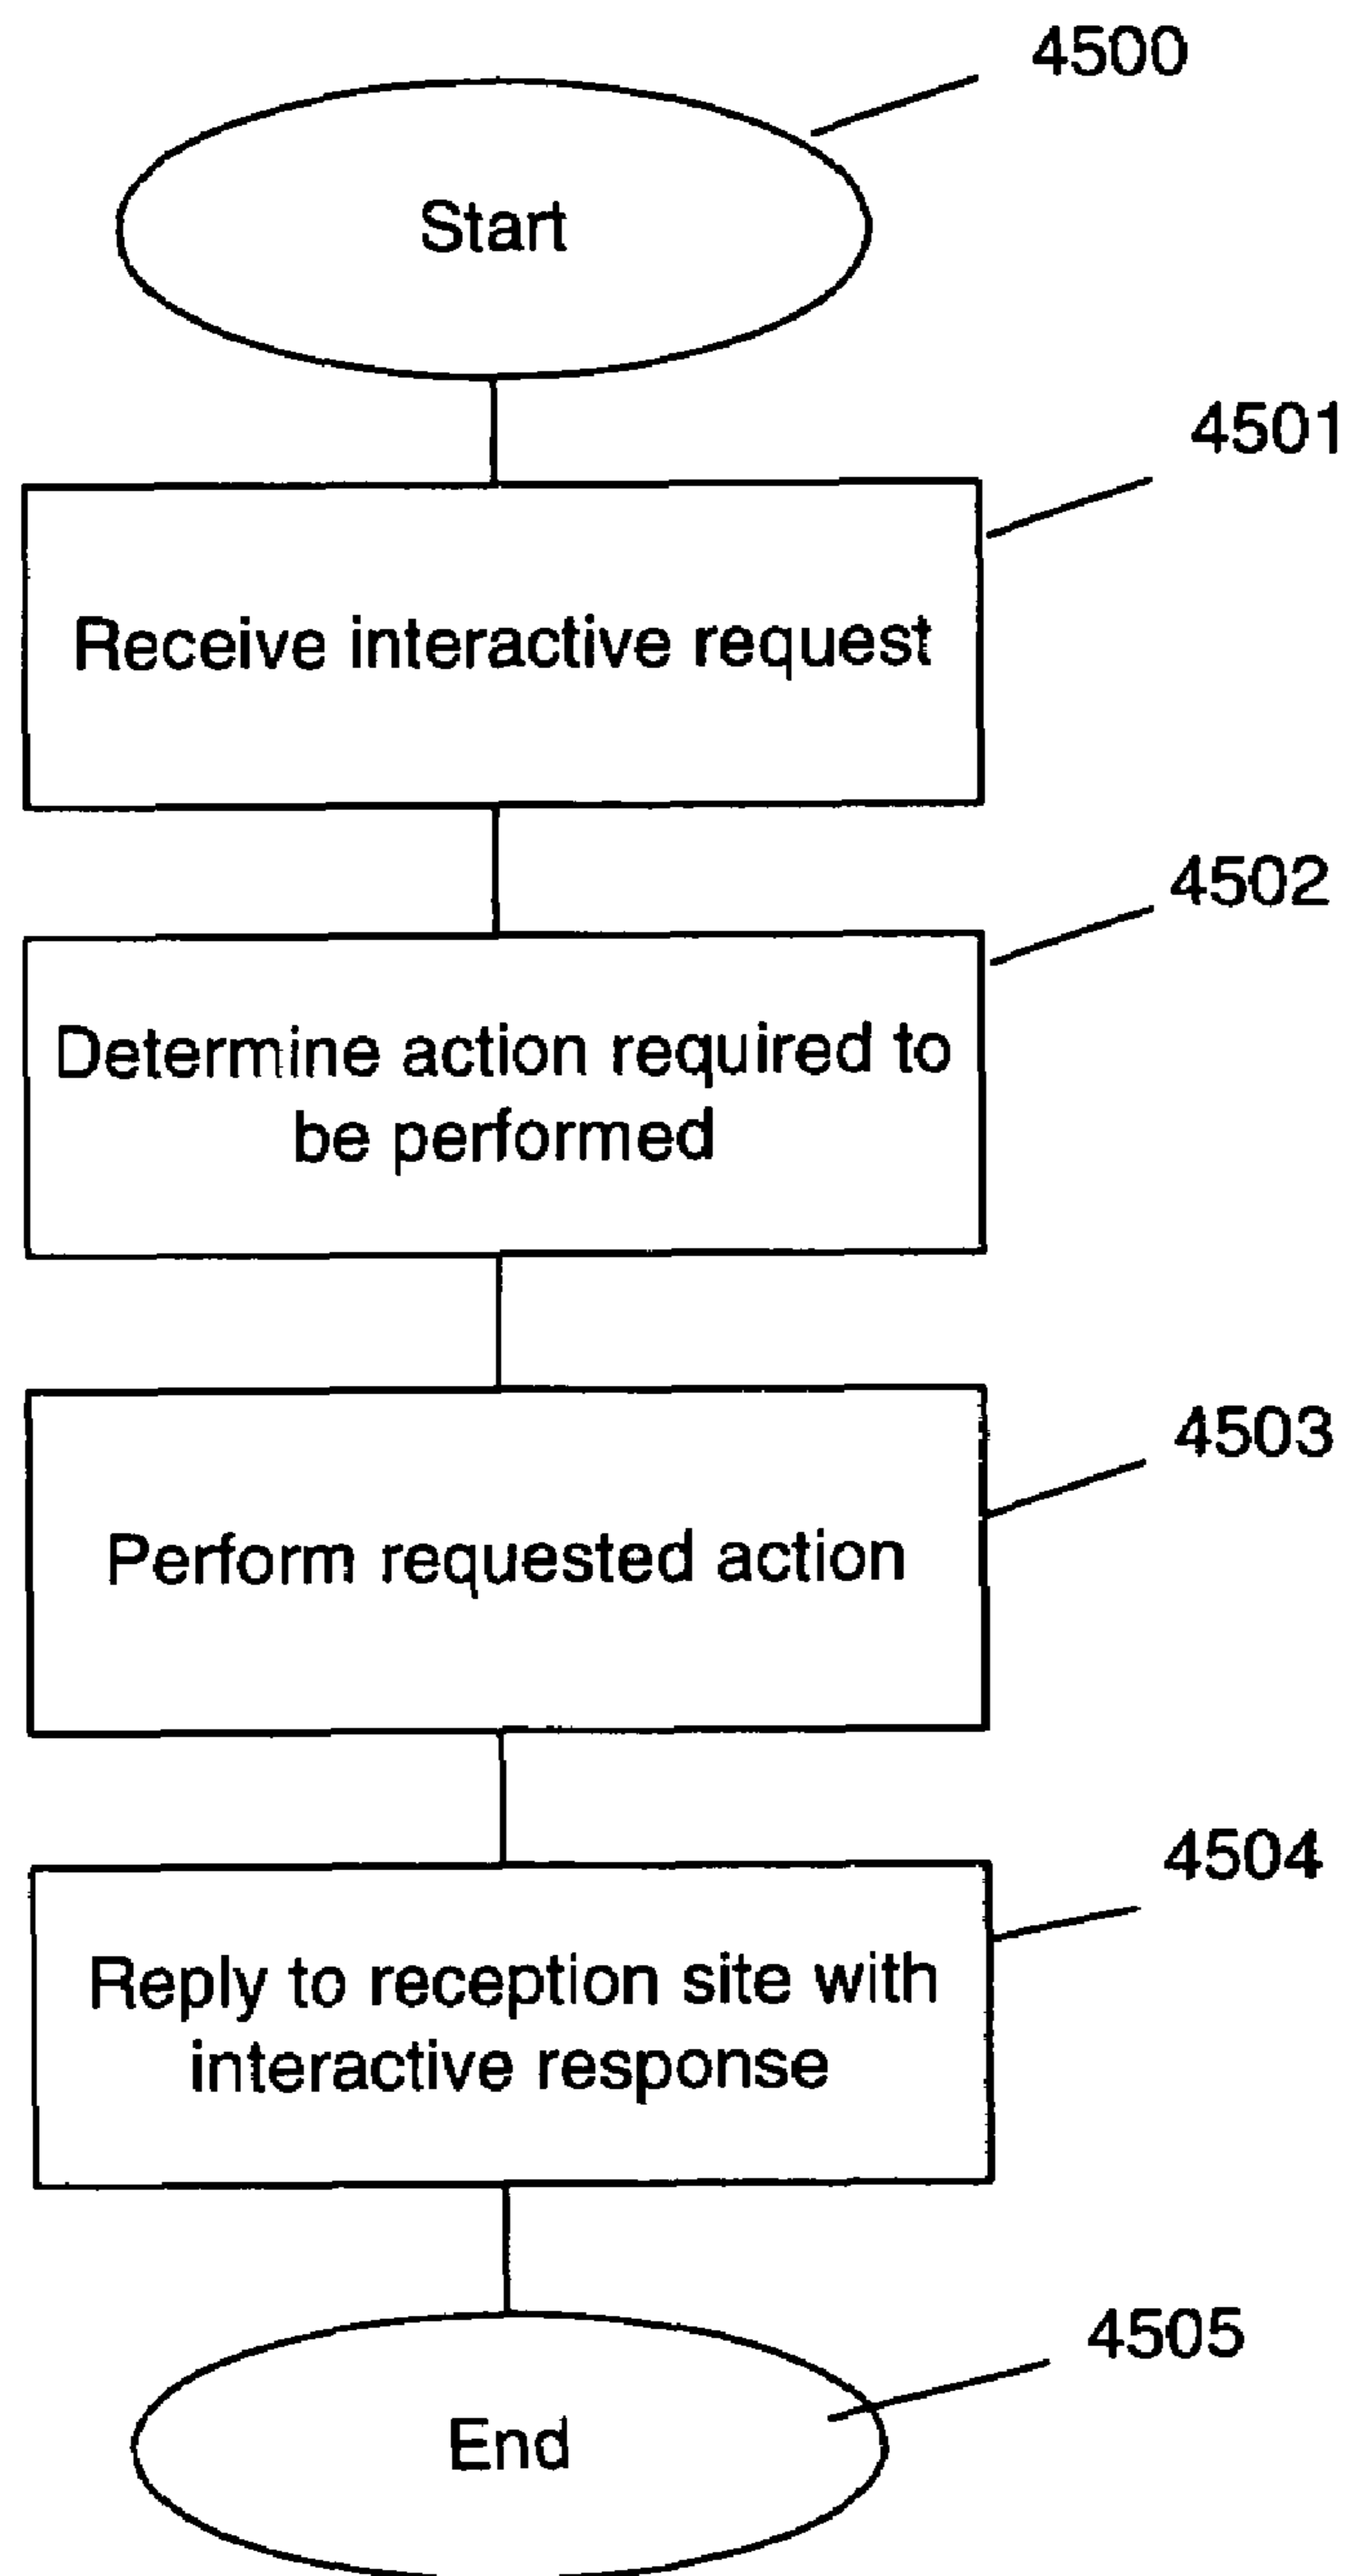 4500
Start
4501
Receive interactive request
4502
Determine action required to
be performed
4503
Perform requested action
4504
Reply to reception site with
interactive response
4505
End